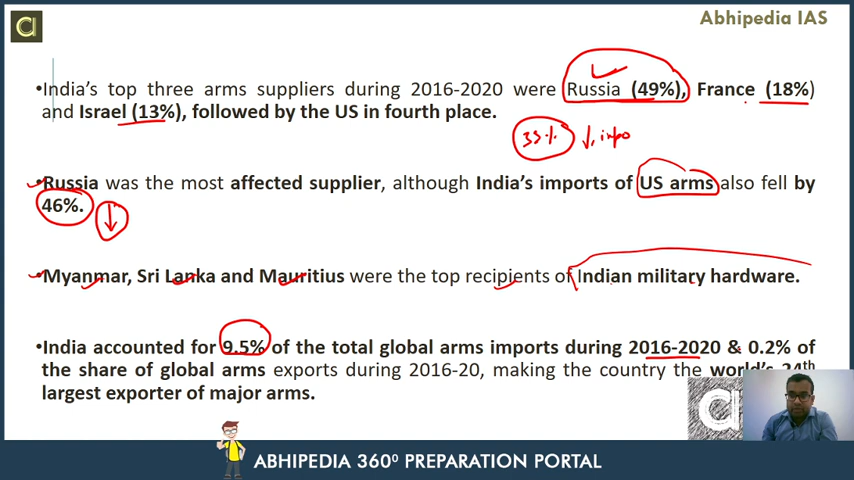 Abhipedia IAS
•India's top three arms suppliers during 2016-2020 were Russia (49%), France (18%)
and Israel (13%), followed by the US in fourth place.
33% ↓ impo
•Russia was the most affected supplier, although India's imports of US arms also fell by
46%. ↓
•Myanmar, Sri Lanka and Mauritius were the top recipients of Indian military hardware.
•India accounted for 9.5% of the total global arms imports during 2016-2020 & 0.2% of
the share of global arms exports during 2016-20, making the country the world's 24th
largest exporter of major arms.
ABHIPEDIA 360⁰ PREPARATION PORTAL